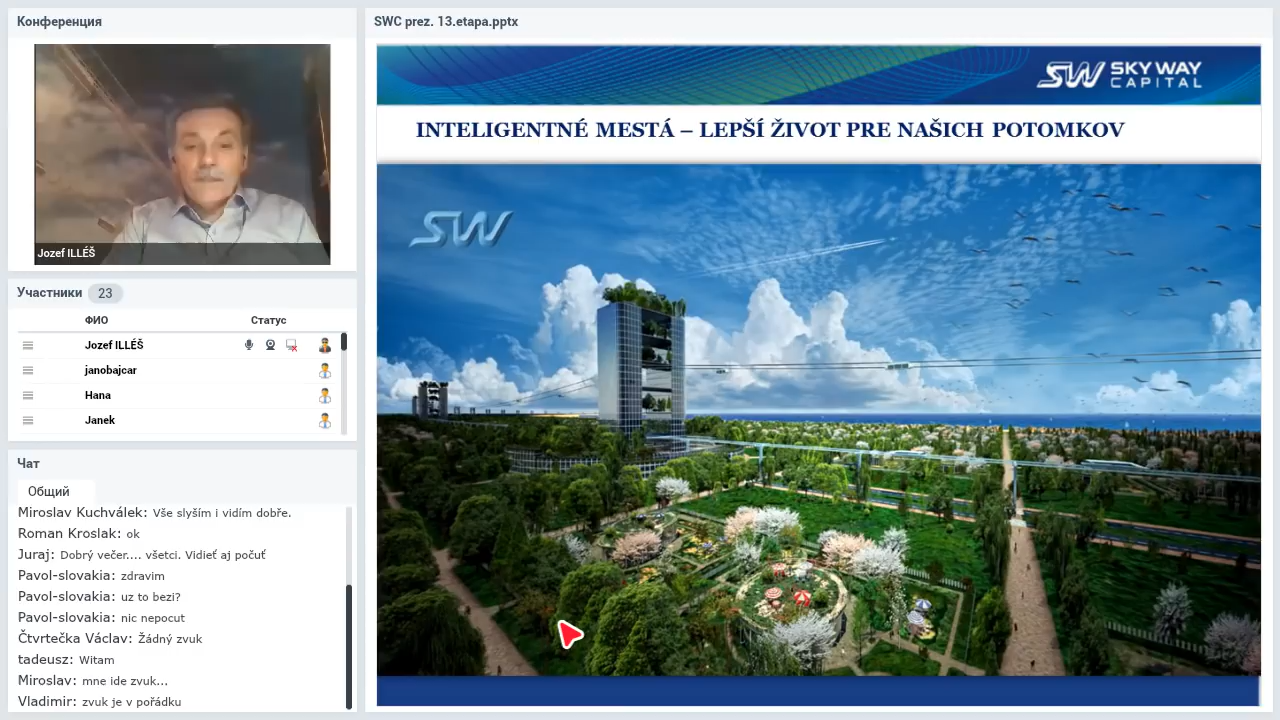 Конференция
Jozef ILLÉŠ
Участники 23
ФИО Статус
Jozef ILLÉŠ
janobajcar
Hana
Janek
Чат
Общий
Miroslav Kuchválek: Vše slyším i vidím dobře.
Roman Kroslak: ok
Juraj: Dobrý večer.... všetci. Vidieť aj počuť
Pavol-slovakia: zdravim
Pavol-slovakia: uz to bezi?
Pavol-slovakia: nic nepocut
Čtvrtečka Václav: Žádný zvuk
tadeusz: Witam
Miroslav: mne ide zvuk...
Vladimir: zvuk je v pořádku
SWC prez. 13.etapa.pptx
SW SKY WAY
CAPITAL
INTELIGENTNÉ MESTÁ – LEPŠÍ ŽIVOT PRE NAŠICH POTOMKOV
SW